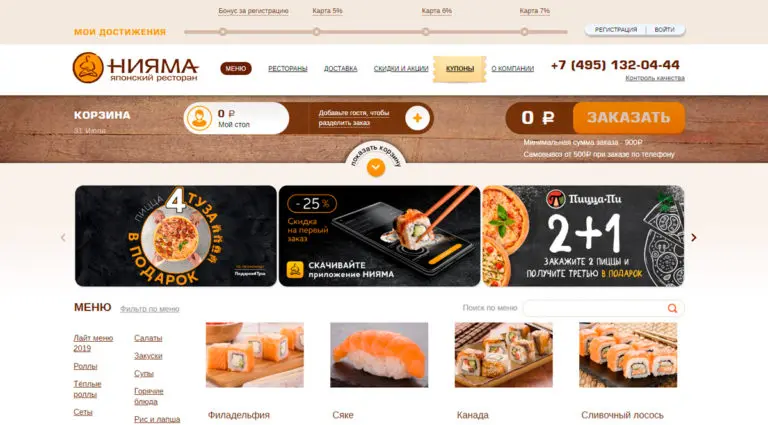 Бонус за регистрацию
Карта 5%
Карта 6%
Карта 7%
МОИ ДОСТИЖЕНИЯ
РЕГИСТРАЦИЯ
ВОЙТИ
НИЯМА
японский ресторан
МЕНЮ
РЕСТОРАНЫ
ДОСТАВКА
СКИДКИ И АКЦИИ
КУПОНЫ
О КОМПАНИИ
+7 (495) 132-04-44
Контроль качества
КОРЗИНА
31 Июля
0 ₽
Мой стол
Добавьте гостя, чтобы
разделить заказ
0 ₽
ЗАКАЗАТЬ
Минимальная сумма заказа - 900₽
Самовывоз от 500₽ при заказе по телефону
показать корзину
ПИЦЦА
4
ТУЗА
В ПОДАРОК
-25%
Скидка
на первый
заказ
СКАЧИВАЙТЕ
приложение НИЯМА
Пицца-Пи
2+1
ЗАКАЖИТЕ 2 ПИЦЦЫ И
ПОЛУЧИТЕ ТРЕТЬЮ В ПОДАРОК
МЕНЮ
Фильтр по меню
Поиск по меню
Лайт меню
2019
Роллы
Тёплые
роллы
Сеты
Салаты
Закуски
Супы
Горячие
блюда
Рис и лапша
Филадельфия
Сяке
Канада
Сливочный лосось